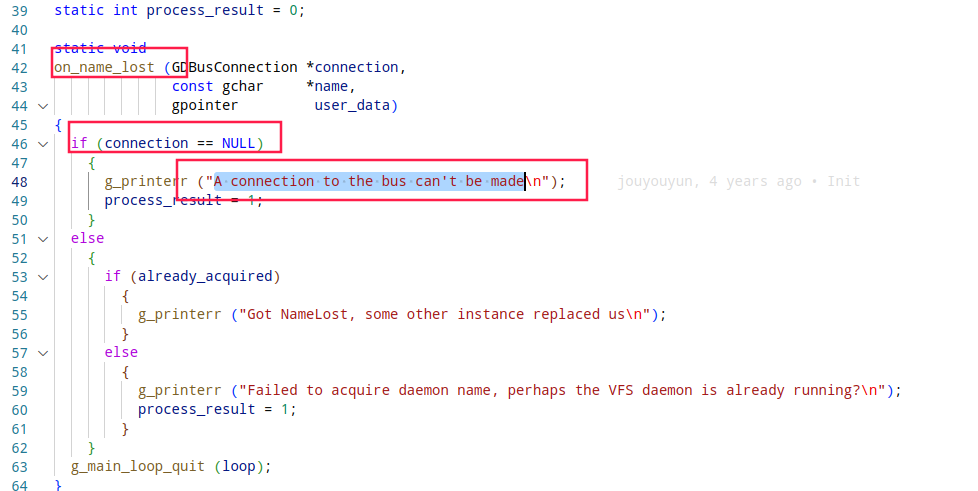 39 static int process_result = 0;
40
41 static void
42 on_name_lost (GDBusConnection *connection,
43 const gchar *name,
44 gpointer user_data)
45 {
46 if (connection == NULL)
47 {
48 g_printerr ("A connection to the bus can't be made\n"); jouyouyun, 4 years ago • Init
49 process_result = 1;
50 }
51 else
52 {
53 if (already_acquired)
54 {
55 g_printerr ("Got NameLost, some other instance replaced us\n");
56 }
57 else
58 {
59 g_printerr ("Failed to acquire daemon name, perhaps the VFS daemon is already running?\n");
60 process_result = 1;
61 }
62 }
63 g_main_loop_quit (loop);
64 }